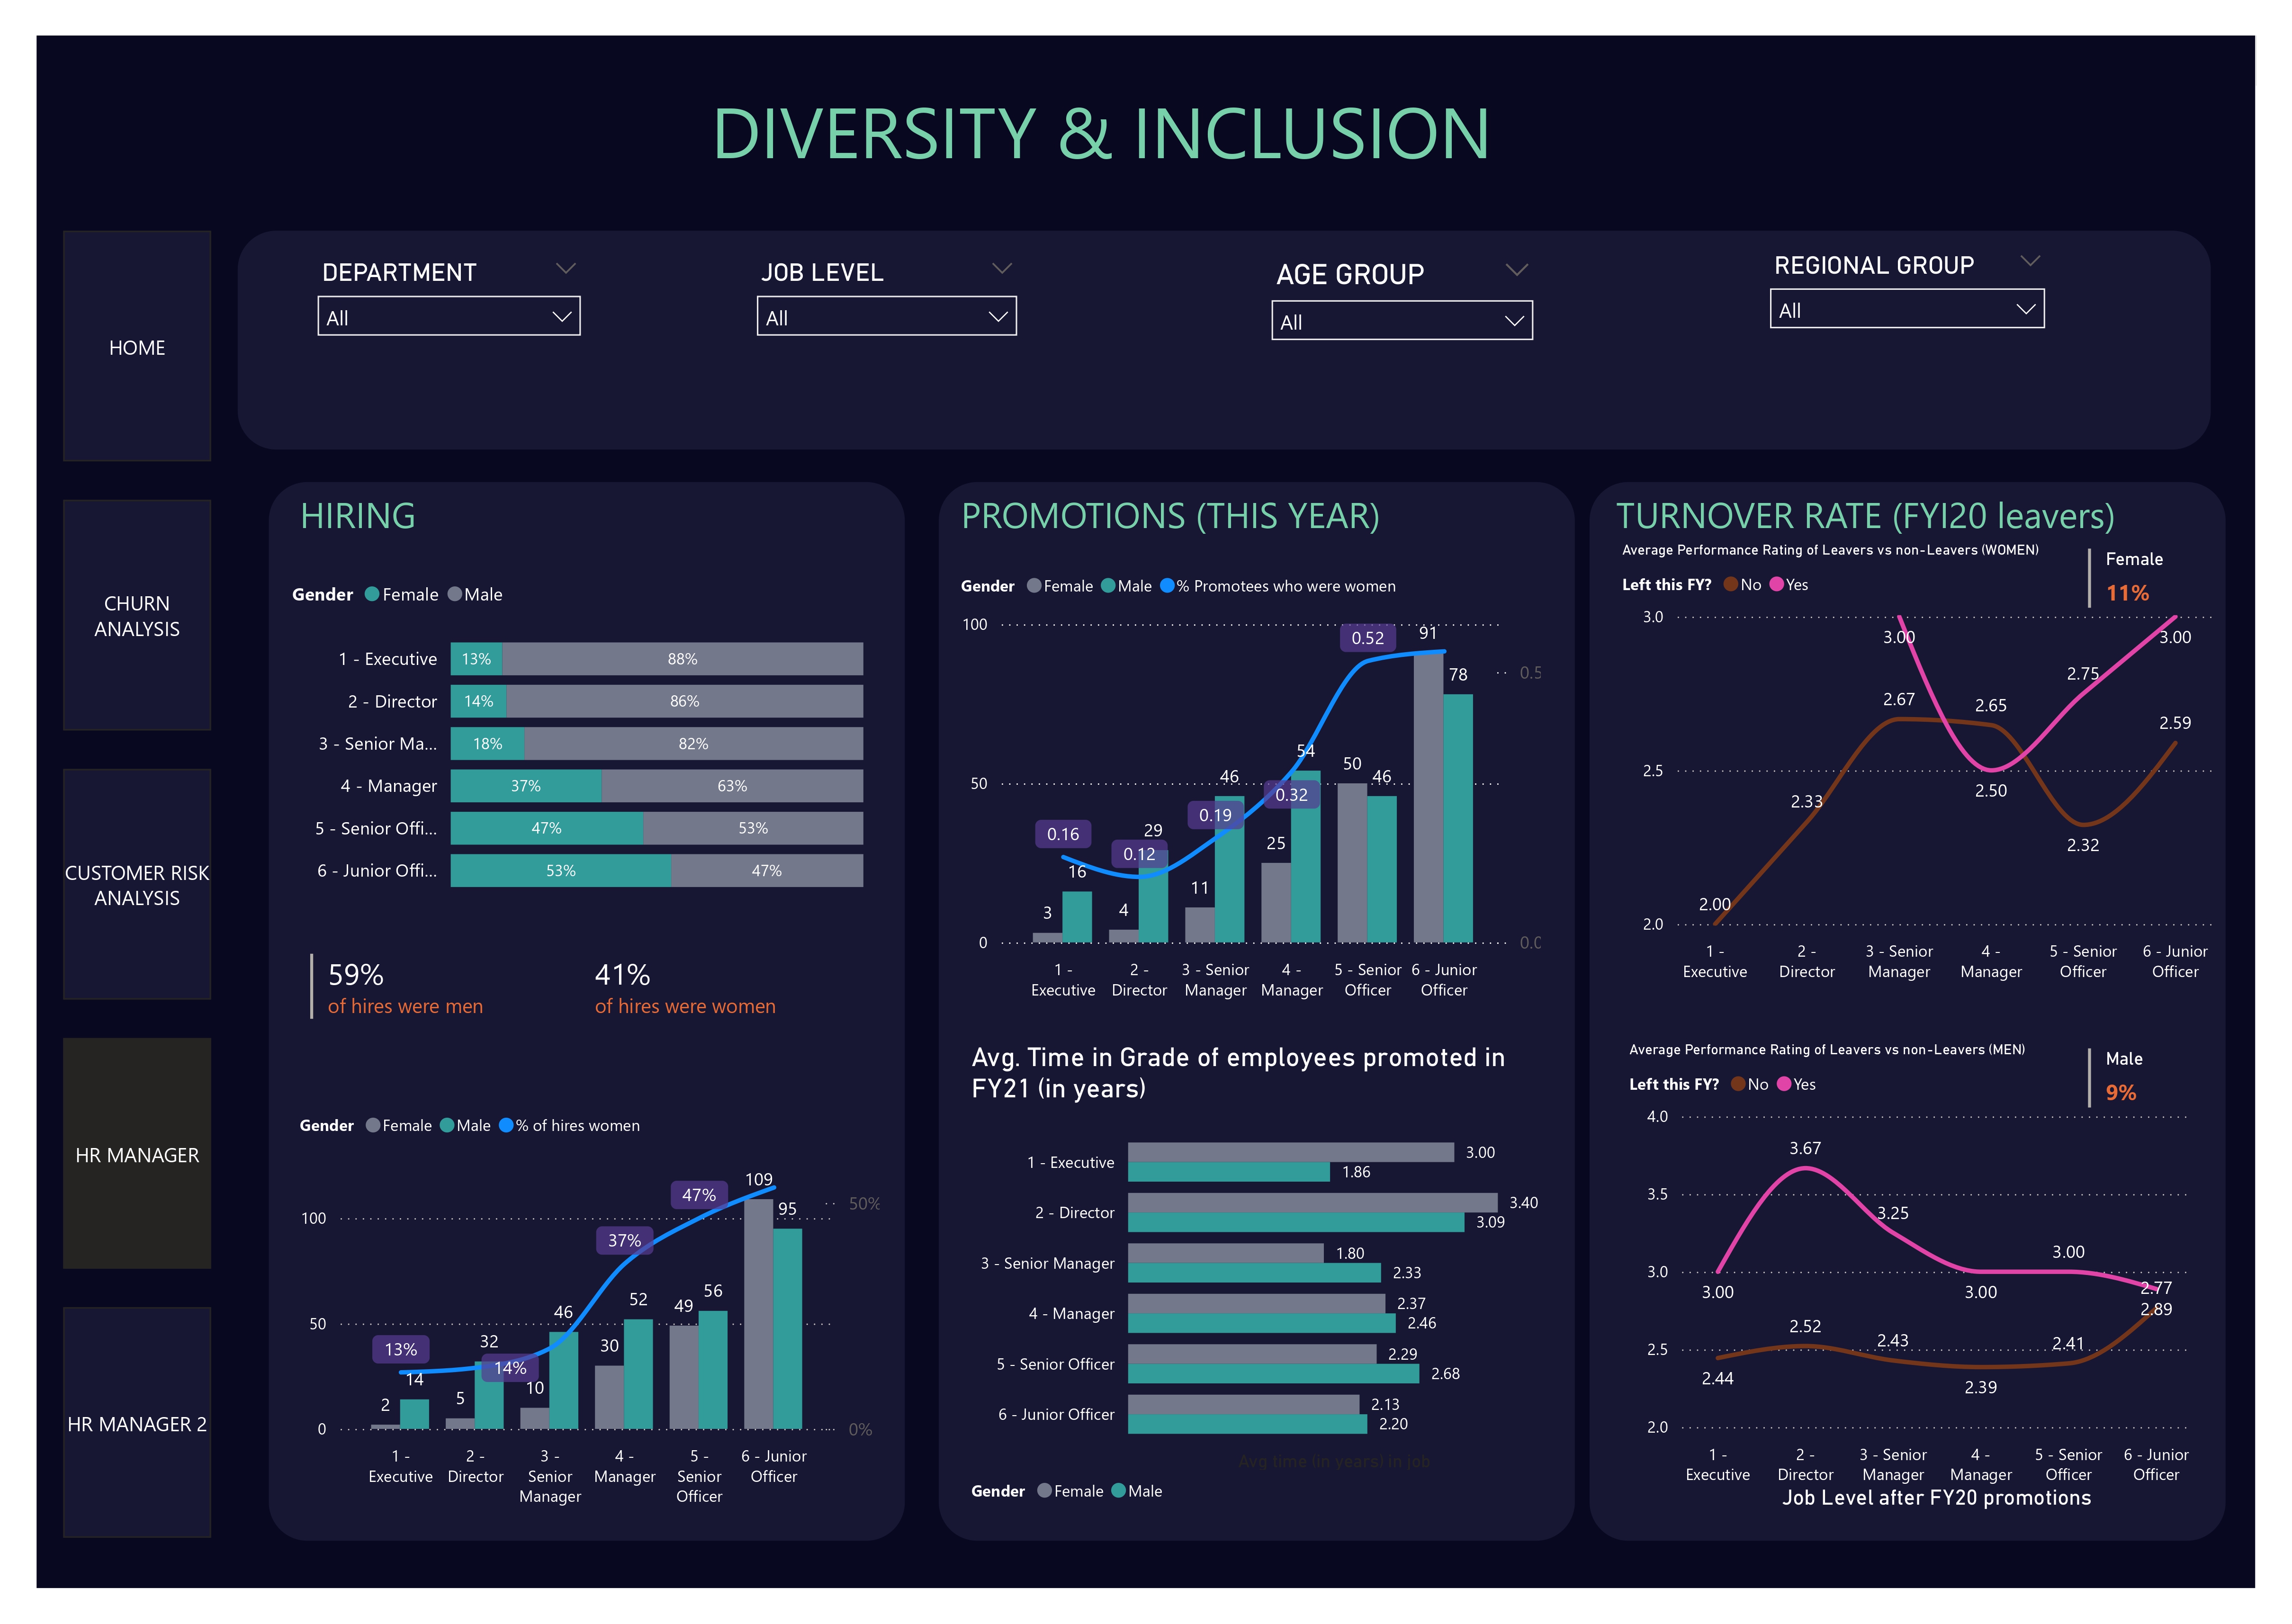 DIVERSITY & INCLUSION
HOME
CHURN
ANALYSIS
CUSTOMER RISK
ANALYSIS
HR MANAGER
HR MANAGER 2
DEPARTMENT
All
JOB LEVEL
All
AGE GROUP
All
REGIONAL GROUP
All
HIRING
Gender Female Male
1 - Executive 13% 88%
2 - Director 14% 86%
3 - Senior Ma... 18% 82%
4 - Manager 37% 63%
5 - Senior Offi... 47% 53%
6 - Junior Offi... 53% 47%
59%
of hires were men
41%
of hires were women
Gender Female Male % of hires women
109
47%
50%
95
100
37%
56
52
49
46
50
30
13%
32
14%
14
10
2
5
0
0%
1 -
Executive
2 -
Director
3 -
Senior
Manager
4 -
Manager
5 -
Senior
Officer
6 - Junior
Officer
PROMOTIONS (THIS YEAR)
Gender Female Male % Promotees who were women
100
0.52
91
0.5
78
54
50
46
46
50
0.32
0.19
0.16
29
25
0.12
16
11
3
4
0
1 -
Executive
2 -
Director
3 - Senior
Manager
4 -
Manager
5 - Senior
Officer
6 - Junior
Officer
Avg. Time in Grade of employees promoted in
FY21 (in years)
1 - Executive
3.00
1.86
2 - Director
3.40
3.09
3 - Senior Manager
1.80
2.33
4 - Manager
2.37
2.46
5 - Senior Officer
2.29
2.68
6 - Junior Officer
2.13
2.20
Avg time (in years) in job
Gender Female Male
TURNOVER RATE (FYI20 leavers)
Average Performance Rating of Leavers vs non-Leavers (WOMEN)
Left this FY? No Yes
Female
11%
3.0
3.00
3.00
2.75
2.67
2.65
2.59
2.5
2.50
2.33
2.32
2.00
2.0
1 -
Executive
2 -
Director
3 - Senior
Manager
4 -
Manager
5 - Senior
Officer
6 - Junior
Officer
Average Performance Rating of Leavers vs non-Leavers (MEN)
Left this FY? No Yes
Male
9%
4.0
3.67
3.5
3.25
3.00
3.0
3.00
3.00
2.77
2.89
2.52
2.43
2.41
2.5
2.44
2.39
2.0
1 -
Executive
2 -
Director
3 - Senior
Manager
4 -
Manager
5 - Senior
Officer
6 - Junior
Officer
Job Level after FY20 promotions